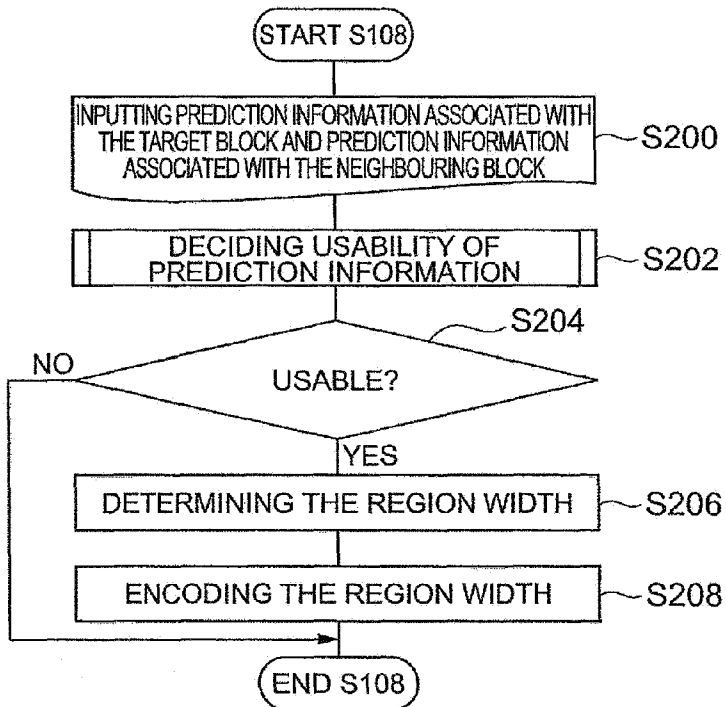 START S108
INPUTTING PREDICTION INFORMATION ASSOCIATED WITH
THE TARGET BLOCK AND PREDICTION INFORMATION
ASSOCIATED WITH THE NEIGHBOURING BLOCK
S200
DECIDING USABILITY OF
PREDICTION INFORMATION
S202
S204
NO
USABLE?
YES
DETERMINING THE REGION WIDTH
S206
ENCODING THE REGION WIDTH
S208
END S108